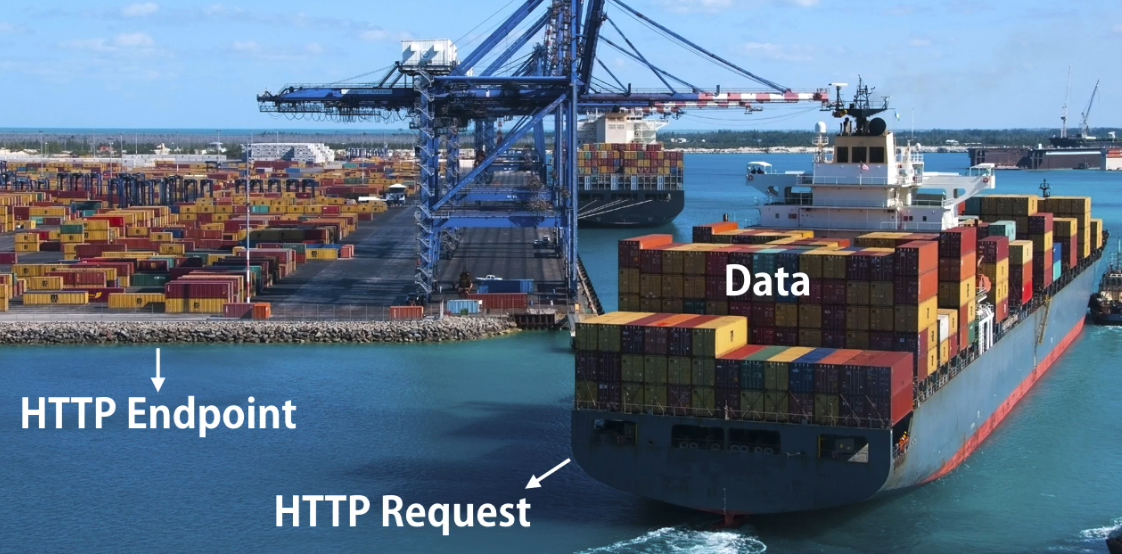 Data
HTTP Endpoint
HTTP Request